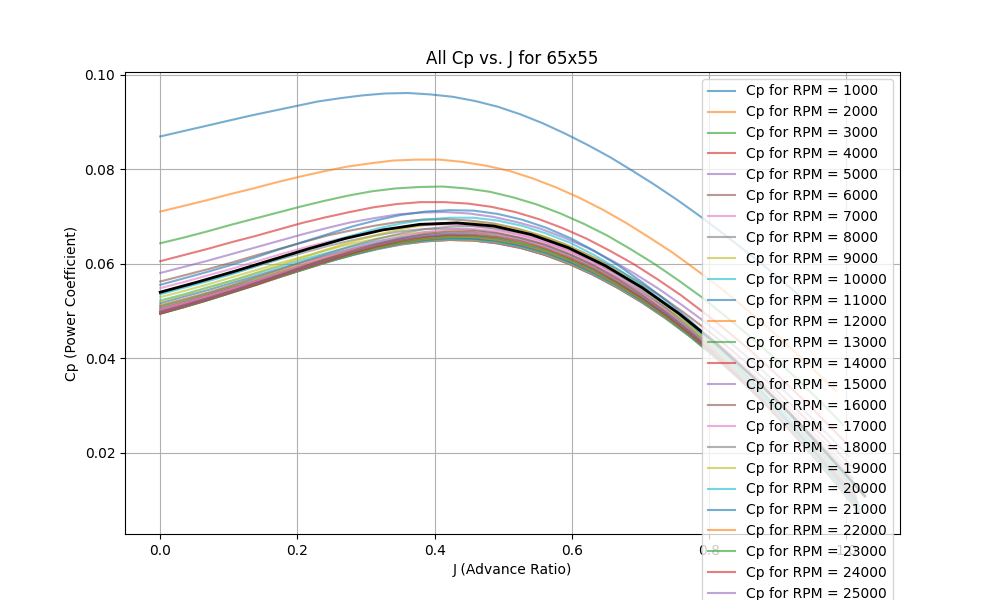 All Cp vs. J for 65x55
Cp (Power Coefficient)
0.10
0.08
0.06
0.04
0.02
0.0
0.2
0.4
0.6
0.8
J (Advance Ratio)
Cp for RPM = 1000
Cp for RPM = 2000
Cp for RPM = 3000
Cp for RPM = 4000
Cp for RPM = 5000
Cp for RPM = 6000
Cp for RPM = 7000
Cp for RPM = 8000
Cp for RPM = 9000
Cp for RPM = 10000
Cp for RPM = 11000
Cp for RPM = 12000
Cp for RPM = 13000
Cp for RPM = 14000
Cp for RPM = 15000
Cp for RPM = 16000
Cp for RPM = 17000
Cp for RPM = 18000
Cp for RPM = 19000
Cp for RPM = 20000
Cp for RPM = 21000
Cp for RPM = 22000
Cp for RPM = 23000
Cp for RPM = 24000
Cp for RPM = 25000